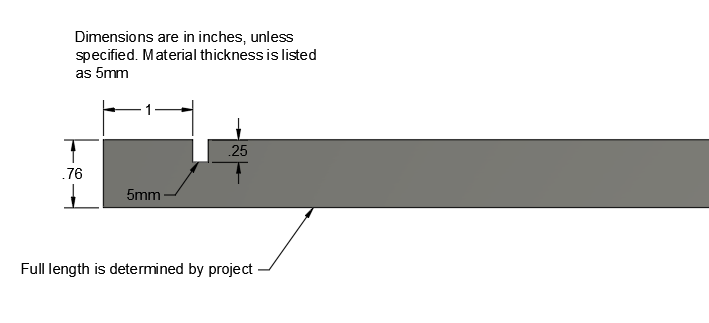 Dimensions are in inches, unless
specified. Material thickness is listed
as 5mm
1
.25
.76
5mm
Full length is determined by project